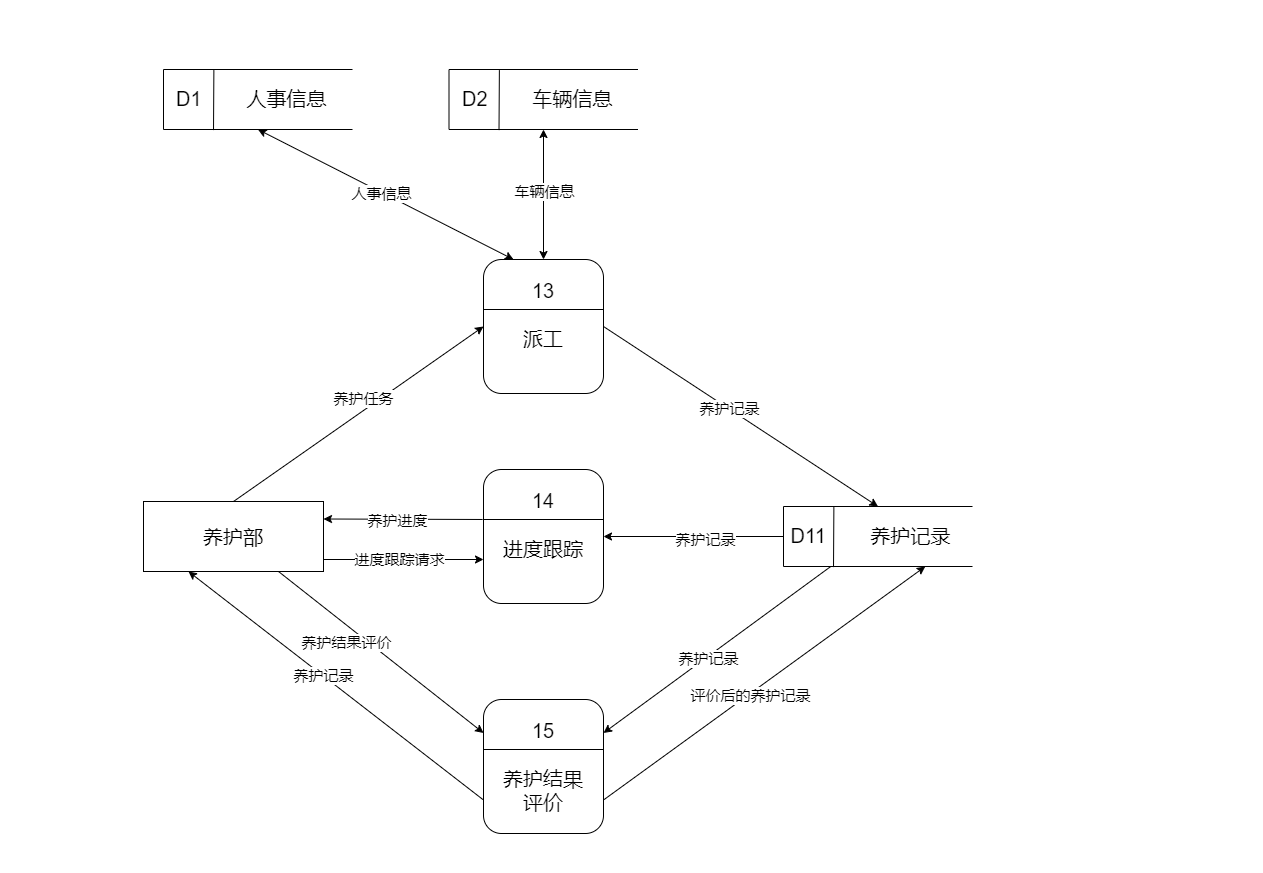 D1 人事信息
D2 车辆信息
人事信息
车辆信息
13
派工
养护任务
养护记录
14
进度跟踪
养护部
养护进度
进度跟踪请求
养护记录
D11 养护记录
养护结果评价
养护记录
养护记录
评价后的养护记录
15
养护结果
评价